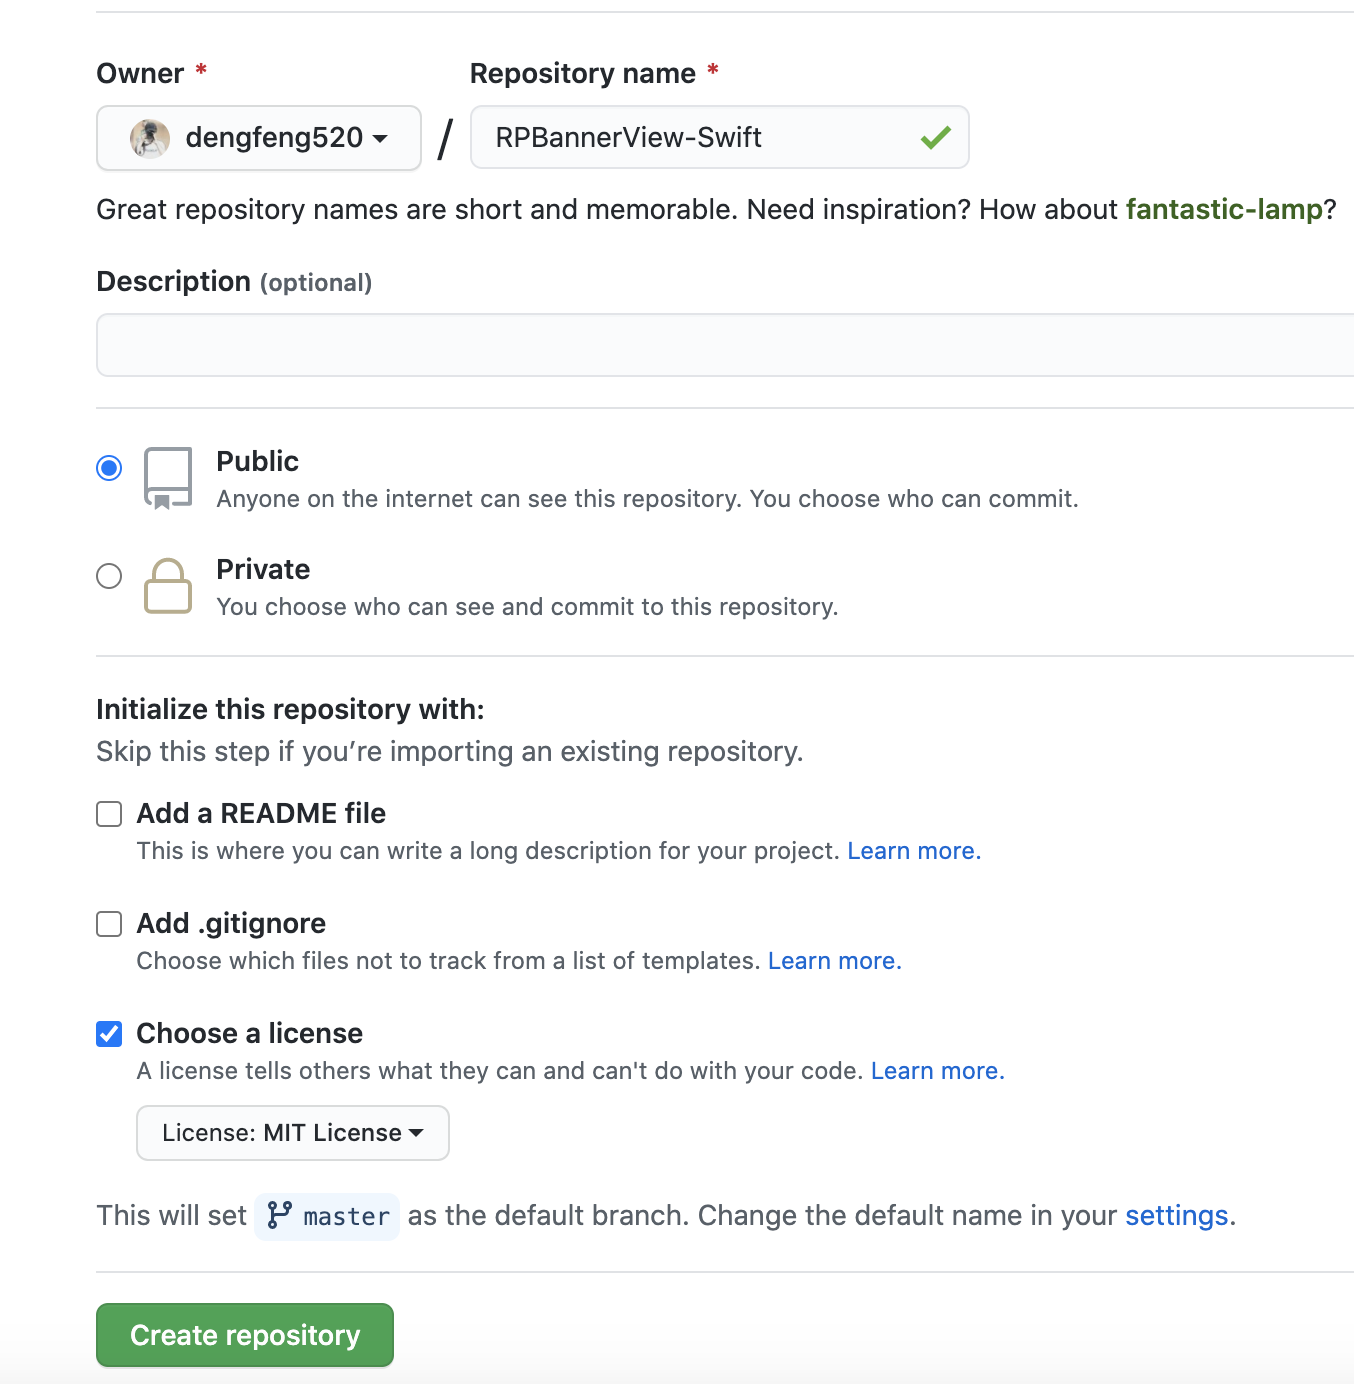 Owner *
Repository name *
dengfeng520
/
RPBannerView-Swift
Great repository names are short and memorable. Need inspiration? How about fantastic-lamp?
Description (optional)
Public
Anyone on the internet can see this repository. You choose who can commit.
Private
You choose who can see and commit to this repository.
Initialize this repository with:
Skip this step if you’re importing an existing repository.
Add a README file
This is where you can write a long description for your project. Learn more.
Add .gitignore
Choose which files not to track from a list of templates. Learn more.
Choose a license
A license tells others what they can and can't do with your code. Learn more.
License: MIT License
This will set master as the default branch. Change the default name in your settings.
Create repository